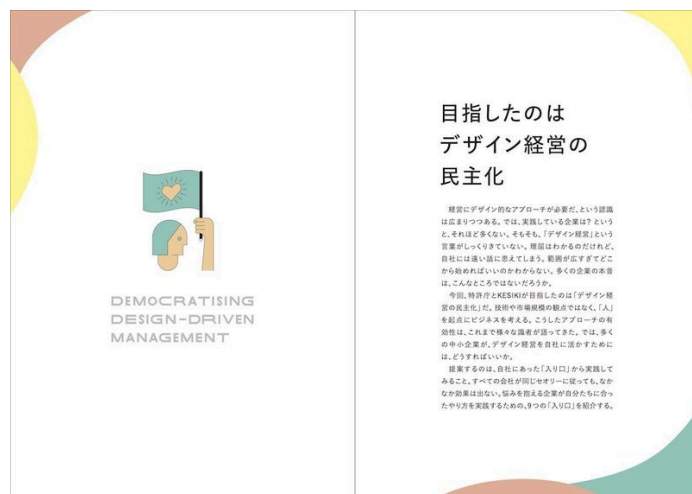 DEMOCRATISING
DESIGN-DRIVEN
MANAGEMENT
目指したのは
デザイン経営の
民主化
経営にデザイン的なアプローチが必要だ、という認識
は広まりつつある。では、実践している企業は？ という
と、それほど多くない。そもそも、「デザイン経営」という
言葉がしっくりきていない。理屈はわかるのだけれど、
自社には遠い話に思えてしまう。範囲が広すぎてどこ
から始めればいいのかわからない。多くの企業の本音
は、こんなところではないだろうか。
今回、特許庁とKESIKIが目指したのは「デザイン経
営の民主化」だ。技術や市場規模の観点ではなく、「人」
を起点にビジネスを考える。こうしたアプローチの有
効性は、これまで様々な識者が語ってきた。では、多く
の中小企業が、デザイン経営を自社に活かすために
は、どうすればいいか。
提案するのは、自社にあった「入り口」から実践して
みること。すべての会社が同じセオリーに従っても、なか
なか効果は出ない。悩みを抱える企業が自分たちに合っ
たやり方を実践するための、9つの「入り口」を紹介する。